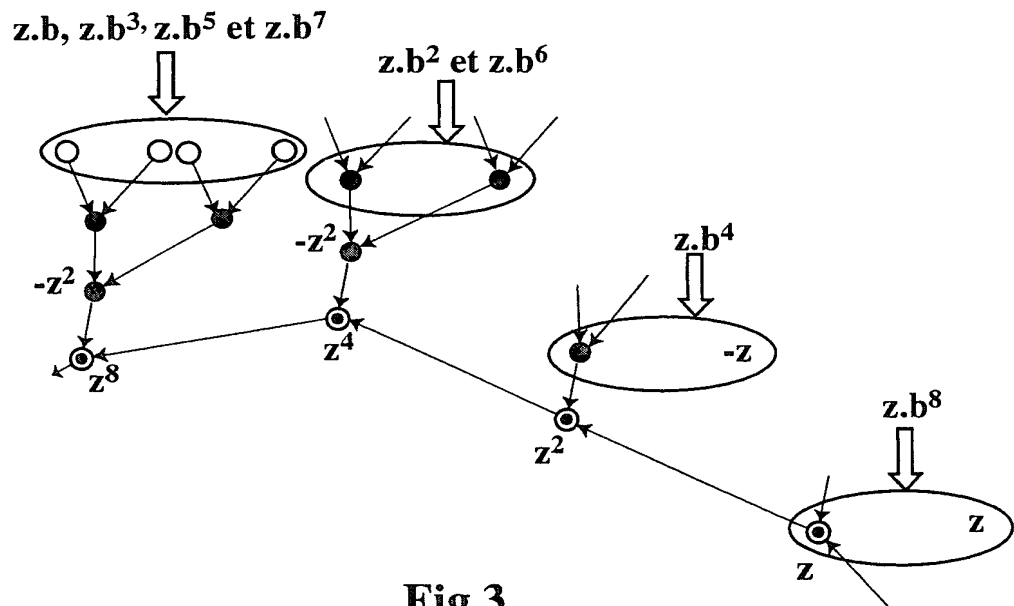 z.b, z.b³, z.b⁵ et z.b⁷
z.b² et z.b⁶
-z²
z.b⁴
-z²
z⁴
-z
z⁸
z.b⁸
z²
z
z
Fig 3